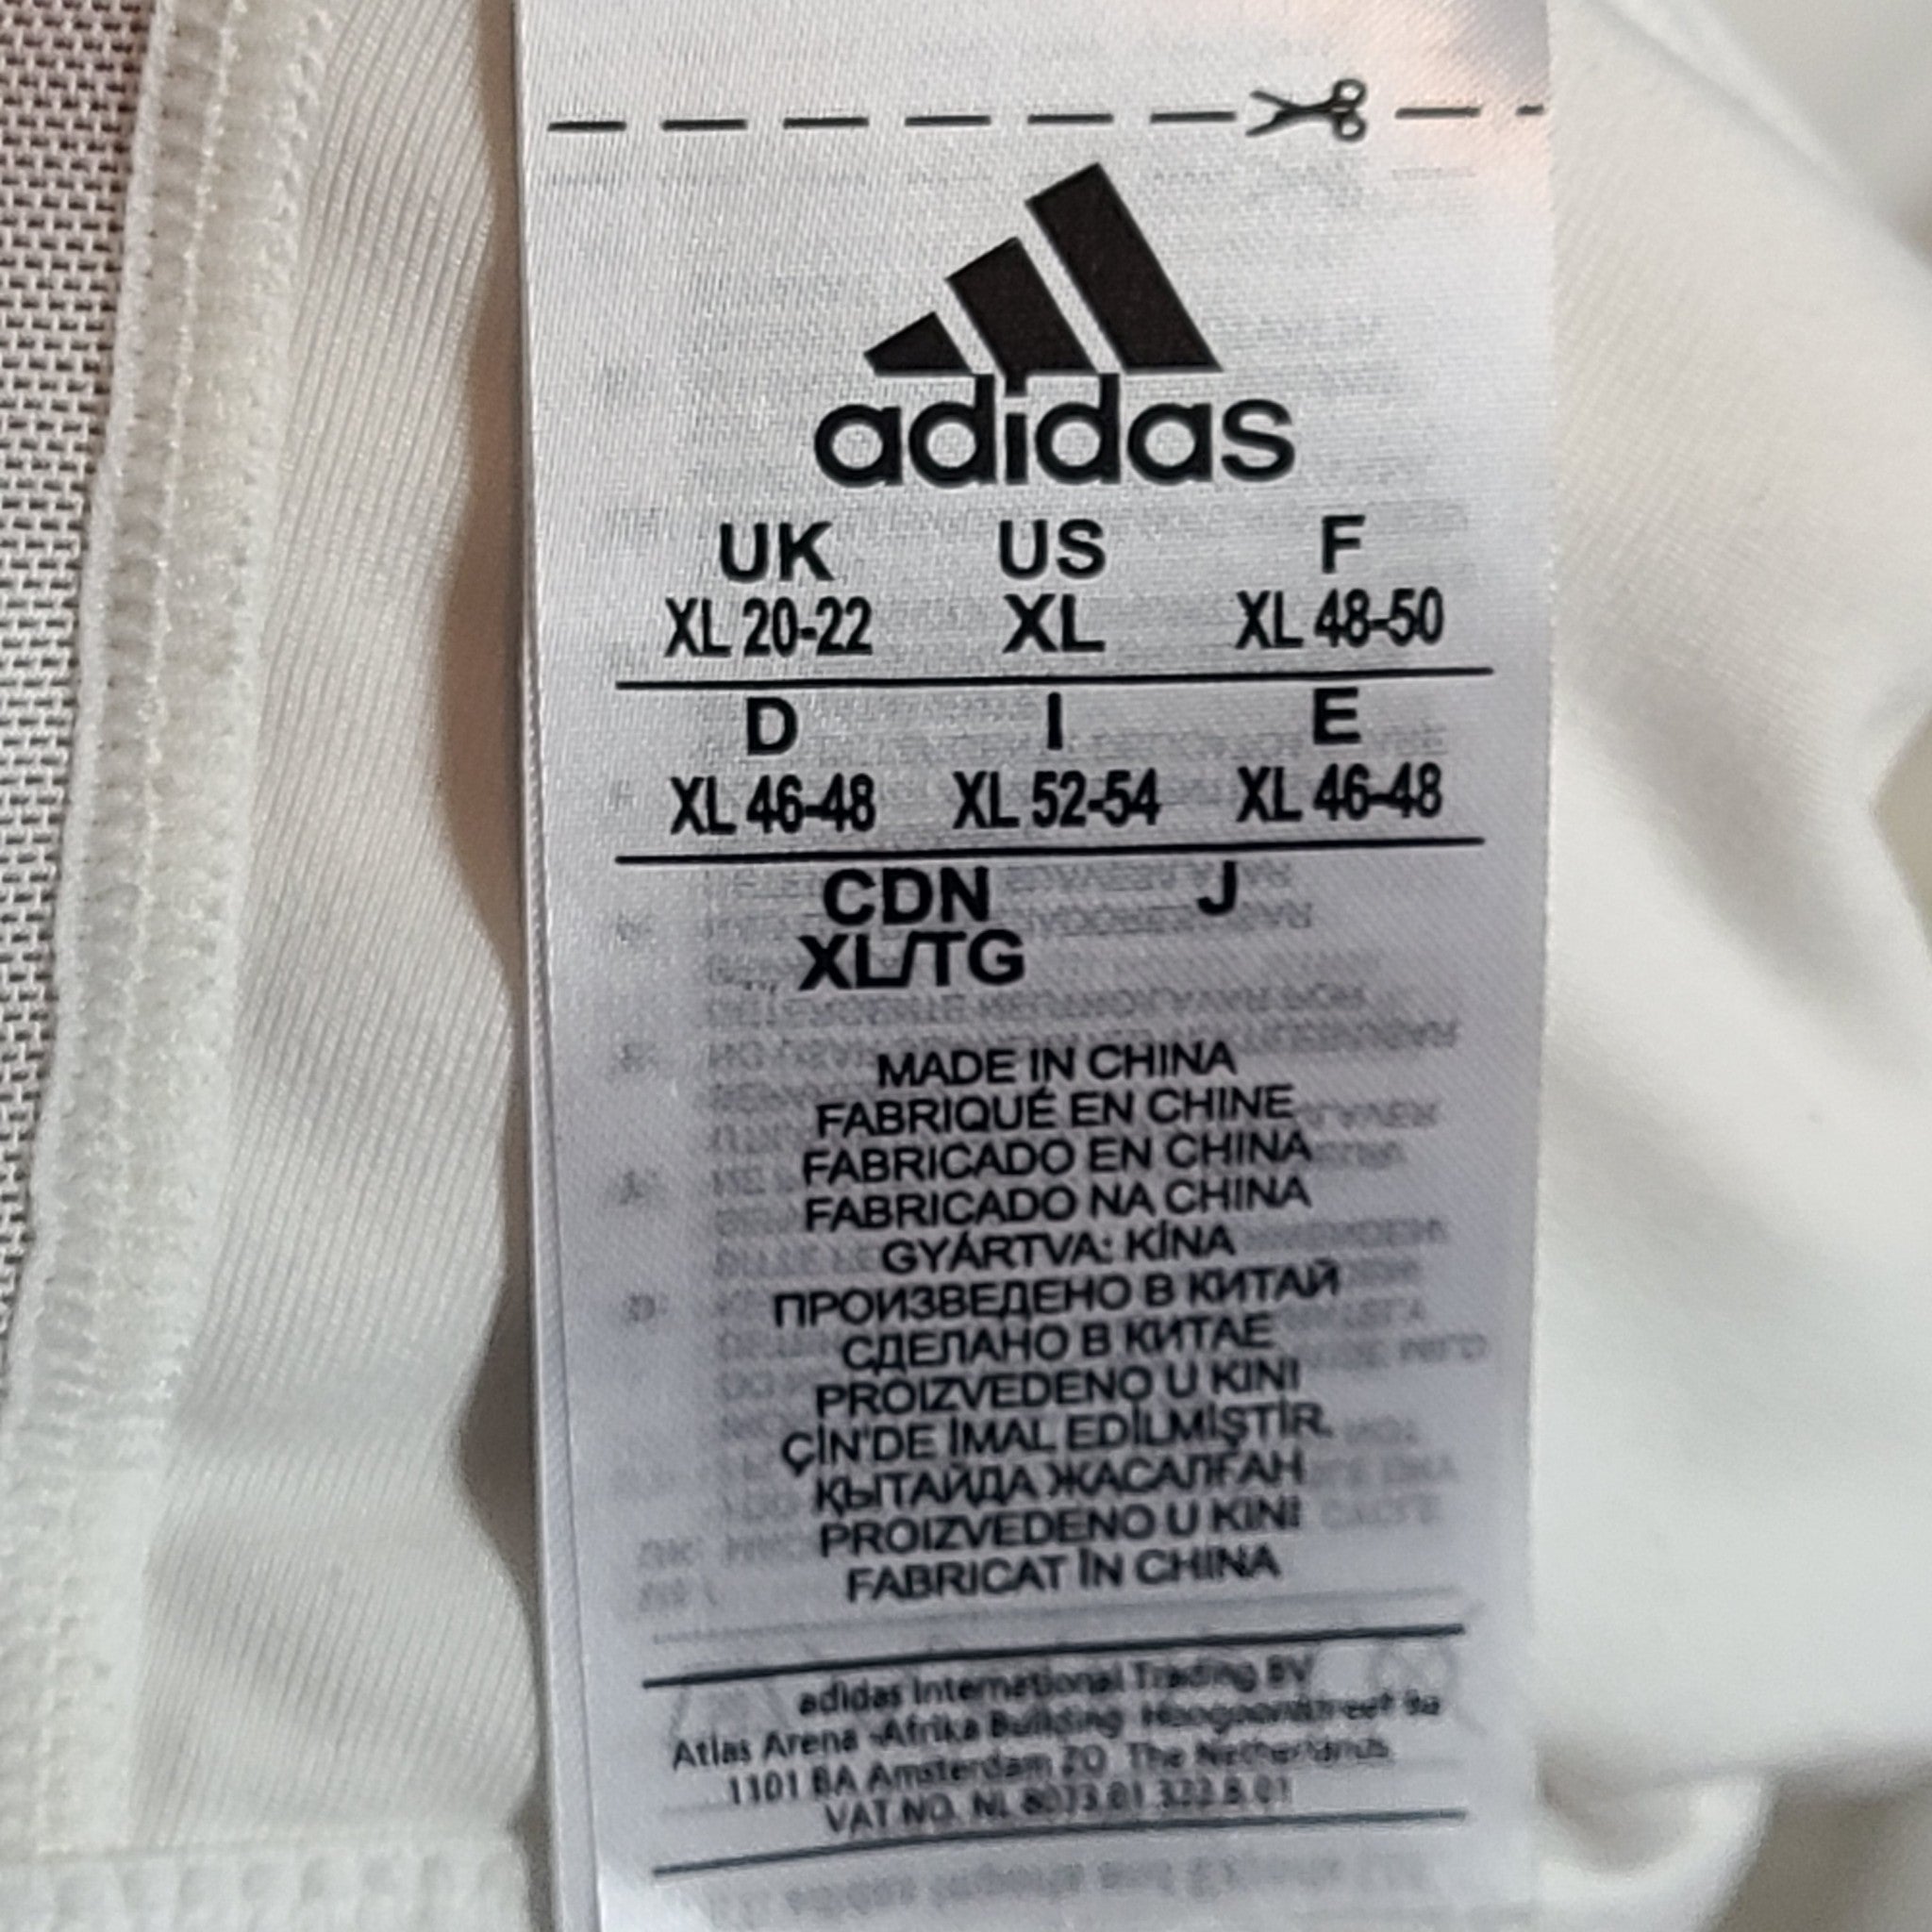 adidas
UK US F
XL 20-22 XL XL 48-50
D I E
XL 46-48 XL 52-54 XL 46-48
CDN J
XL/TG
MADE IN CHINA
FABRIQUÉ EN CHINE
FABRICADO EN CHINA
FABRICADO NA CHINA
GYÁRTVA: KÍNA
ПРОИЗВЕДЕНО В КИТАЙ
СДЕЛАНО В КИТАЕ
PROIZVEDENO U KINI
ÇİN'DE İMAL EDİLMİŞTİR.
ҚЫТАЙДА ЖАСАЛҒАН
PROIZVEDENO U KINI
FABRICAT ÎN CHINA
adidas International Trading BV
Atlas Arena -Afrika Building Hoogoorddreef 9a
1101 BA Amsterdam ZO The Netherlands
VAT NO. NL